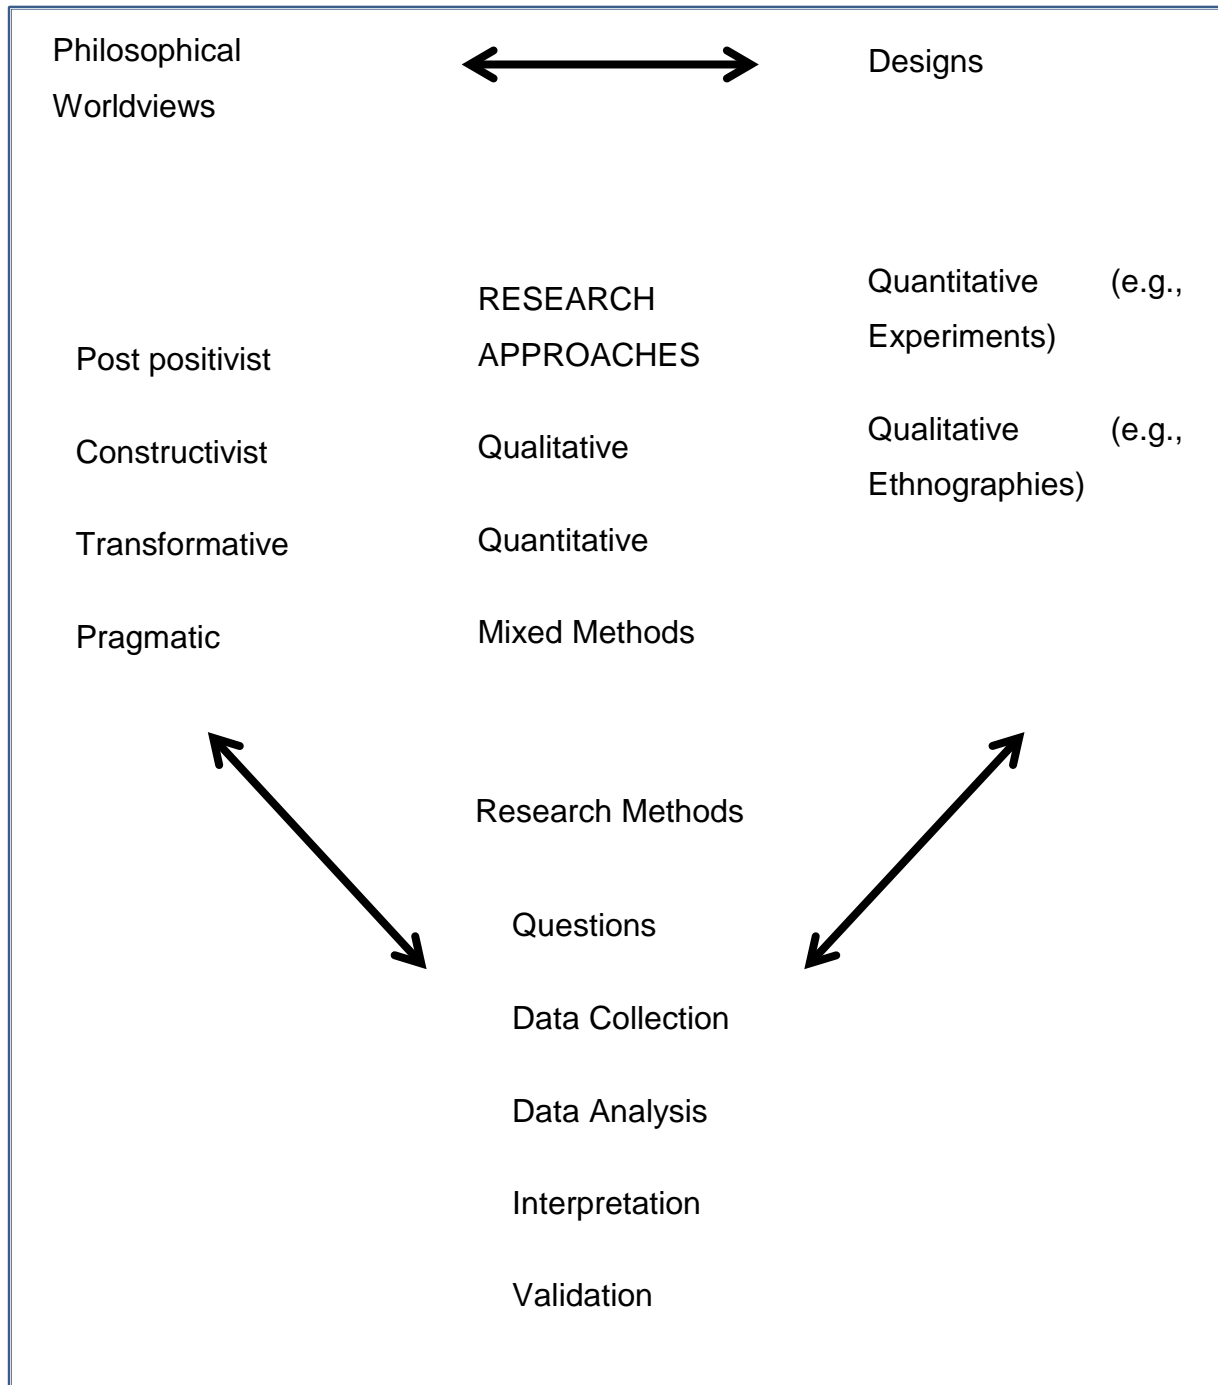 Philosophical
Worldviews
Designs
Post positivist
Constructivist
Transformative
Pragmatic
RESEARCH
APPROACHES
Qualitative
Quantitative
Mixed Methods
Quantitative (e.g.,
Experiments)
Qualitative (e.g.,
Ethnographies)
Research Methods
Questions
Data Collection
Data Analysis
Interpretation
Validation